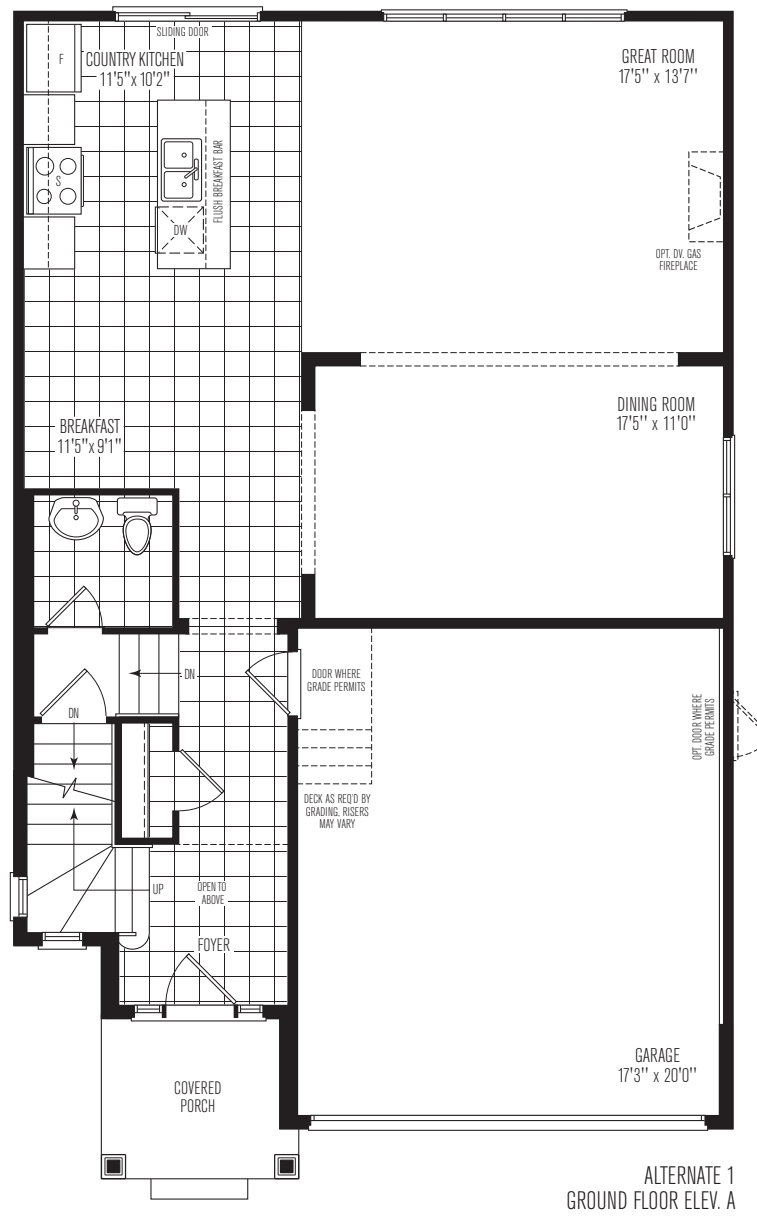 SLIDING DOOR
F
COUNTRY KITCHEN
11'5"x 10'2"
GREAT ROOM
17'5" x 13'7"
S
FLUSH BREAKFAST BAR
DW
OPT. DV. GAS
FIREPLACE
BREAKFAST
11'5"x 9'1"
DINING ROOM
17'5" x 11'0"
DN
DOOR WHERE
GRADE PERMITS
DN
OPT. DOOR WHERE
GRADE PERMITS
DECK AS REQ'D BY
GRADING, RISERS
MAY VARY
UP
OPEN TO
ABOVE
FOYER
GARAGE
17'3" x 20'0"
COVERED
PORCH
ALTERNATE 1
GROUND FLOOR ELEV. A